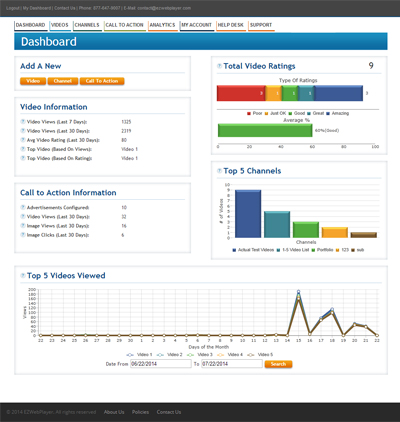 Logout | My Dashboard | Contact Us | Phone: 877-847-9007 | E-Mail: contact@ezwebplayer.com
DASHBOARD VIDEOS CHANNELS CALL TO ACTION ANALYTICS MY ACCOUNT HELP DESK SUPPORT
Dashboard
Add A New
Video Channel Call To Action
Video Information
Video Views (Last 7 Days): 1325
Video Views (Last 30 Days): 2319
Avg Video Rating (Last 30 Days): 80
Top Video (Based On Views): Video 1
Top Video (Based On Rating): Video 1
Call to Action Information
Advertisements Configured: 10
Video Views (Last 30 Days): 32
Image Views (Last 30 Days): 16
Image Clicks (Last 30 Days): 6
Total Video Ratings 9
Type Of Ratings
Poor Just OK Good Great Amazing
Average %
60%(Good)
0 20 40 60 80 100
Top 5 Channels
# of Videos
10
9
8
7
6
5
4
3
2
1
0
Channels
Actual Test Videos 1-5 Video List Portfolio 123 sub
Top 5 Videos Viewed
Views
200
180
160
140
120
100
80
60
40
20
0
22 23 24 25 26 27 28 29 30 1 2 3 4 5 6 7 8 9 10 11 12 13 14 15 16 17 18 19 20 21 22
Days of the Month
Video 1 Video 2 Video 3 Video 4 Video 5
Date From 06/22/2014 To 07/22/2014 Search
© 2014 EZWebPlayer. All rights reserved About Us Policies Contact Us